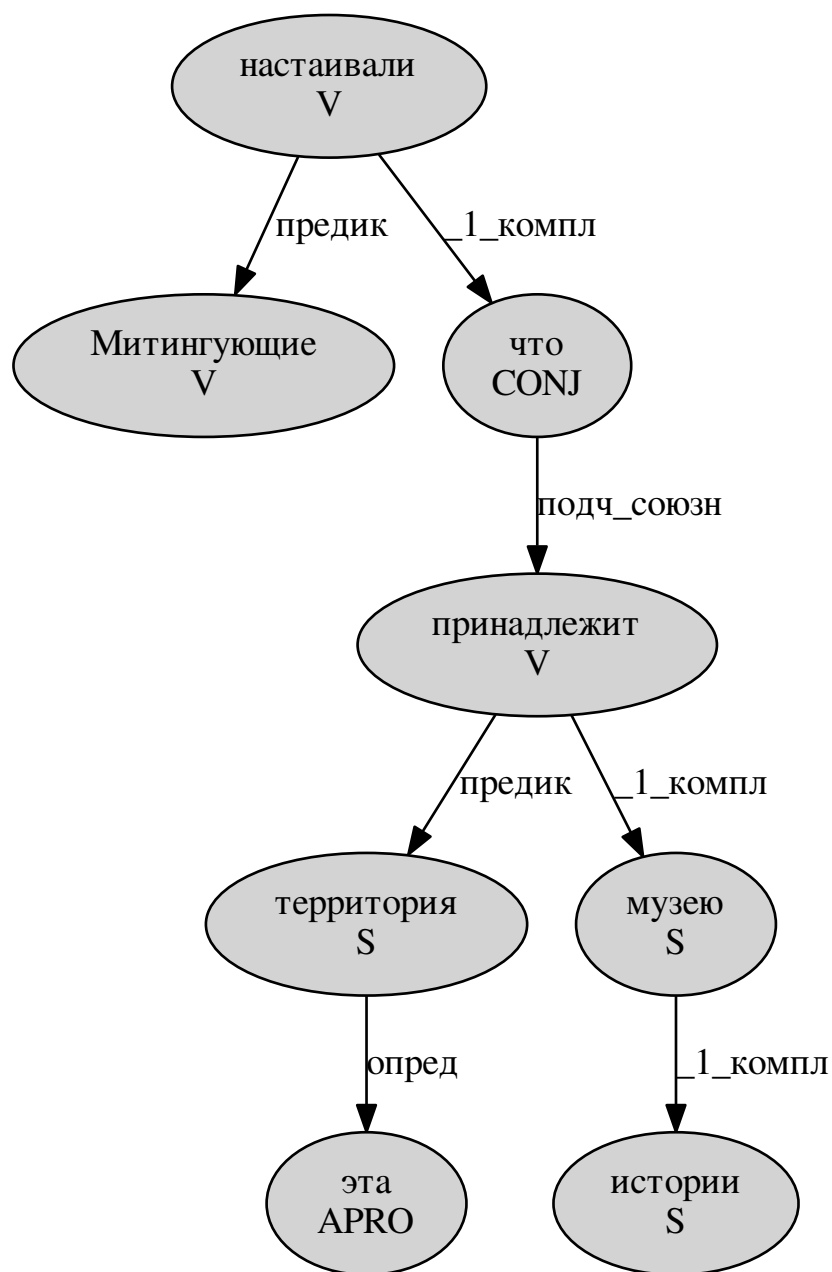 настаивали
V
предик
_1_компл
Митингующие
V
что
CONJ
подч_союзн
принадлежит
V
предик
_1_компл
территория
S
музею
S
опред
_1_компл
эта
APRO
истории
S